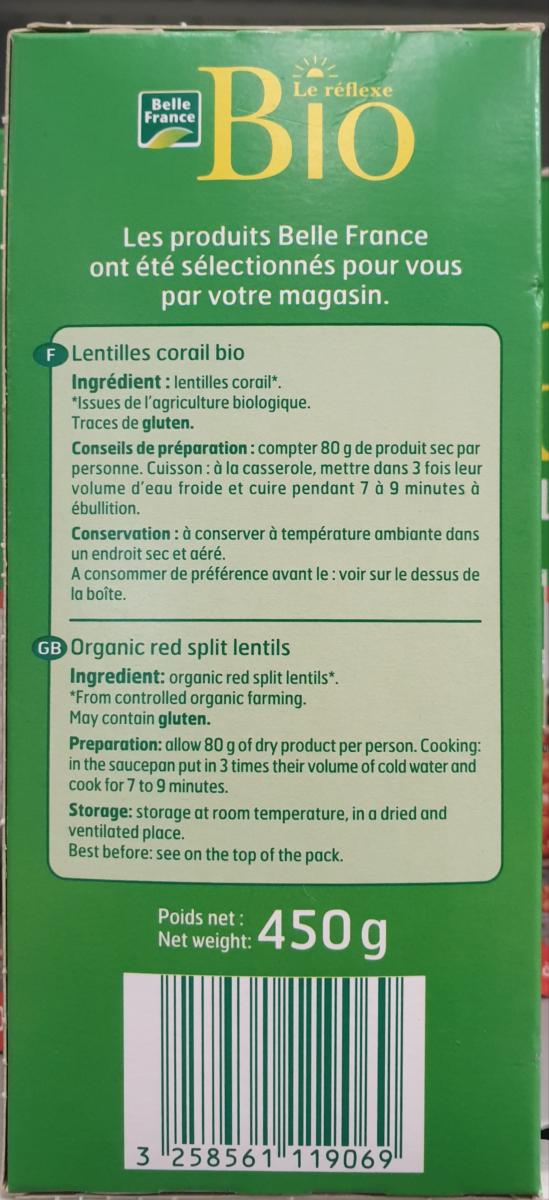 Belle
France
Le réflexe
Bio
Les produits Belle France
ont été sélectionnés pour vous
par votre magasin.
F Lentilles corail bio
Ingrédient : lentilles corail*.
*Issues de l'agriculture biologique.
Traces de gluten.
Conseils de préparation : compter 80 g de produit sec par
personne. Cuisson : à la casserole, mettre dans 3 fois leur
volume d'eau froide et cuire pendant 7 à 9 minutes à
ébullition.
Conservation : à conserver à température ambiante dans
un endroit sec et aéré.
A consommer de préférence avant le : voir sur le dessus de
la boîte.
GB Organic red split lentils
Ingredient: organic red split lentils*.
*From controlled organic farming.
May contain gluten.
Preparation: allow 80 g of dry product per person. Cooking:
in the saucepan put in 3 times their volume of cold water and
cook for 7 to 9 minutes.
Storage: storage at room temperature, in a dried and
ventilated place.
Best before: see on the top of the pack.
Poids net :
Net weight: 450 g
3 258561 119069